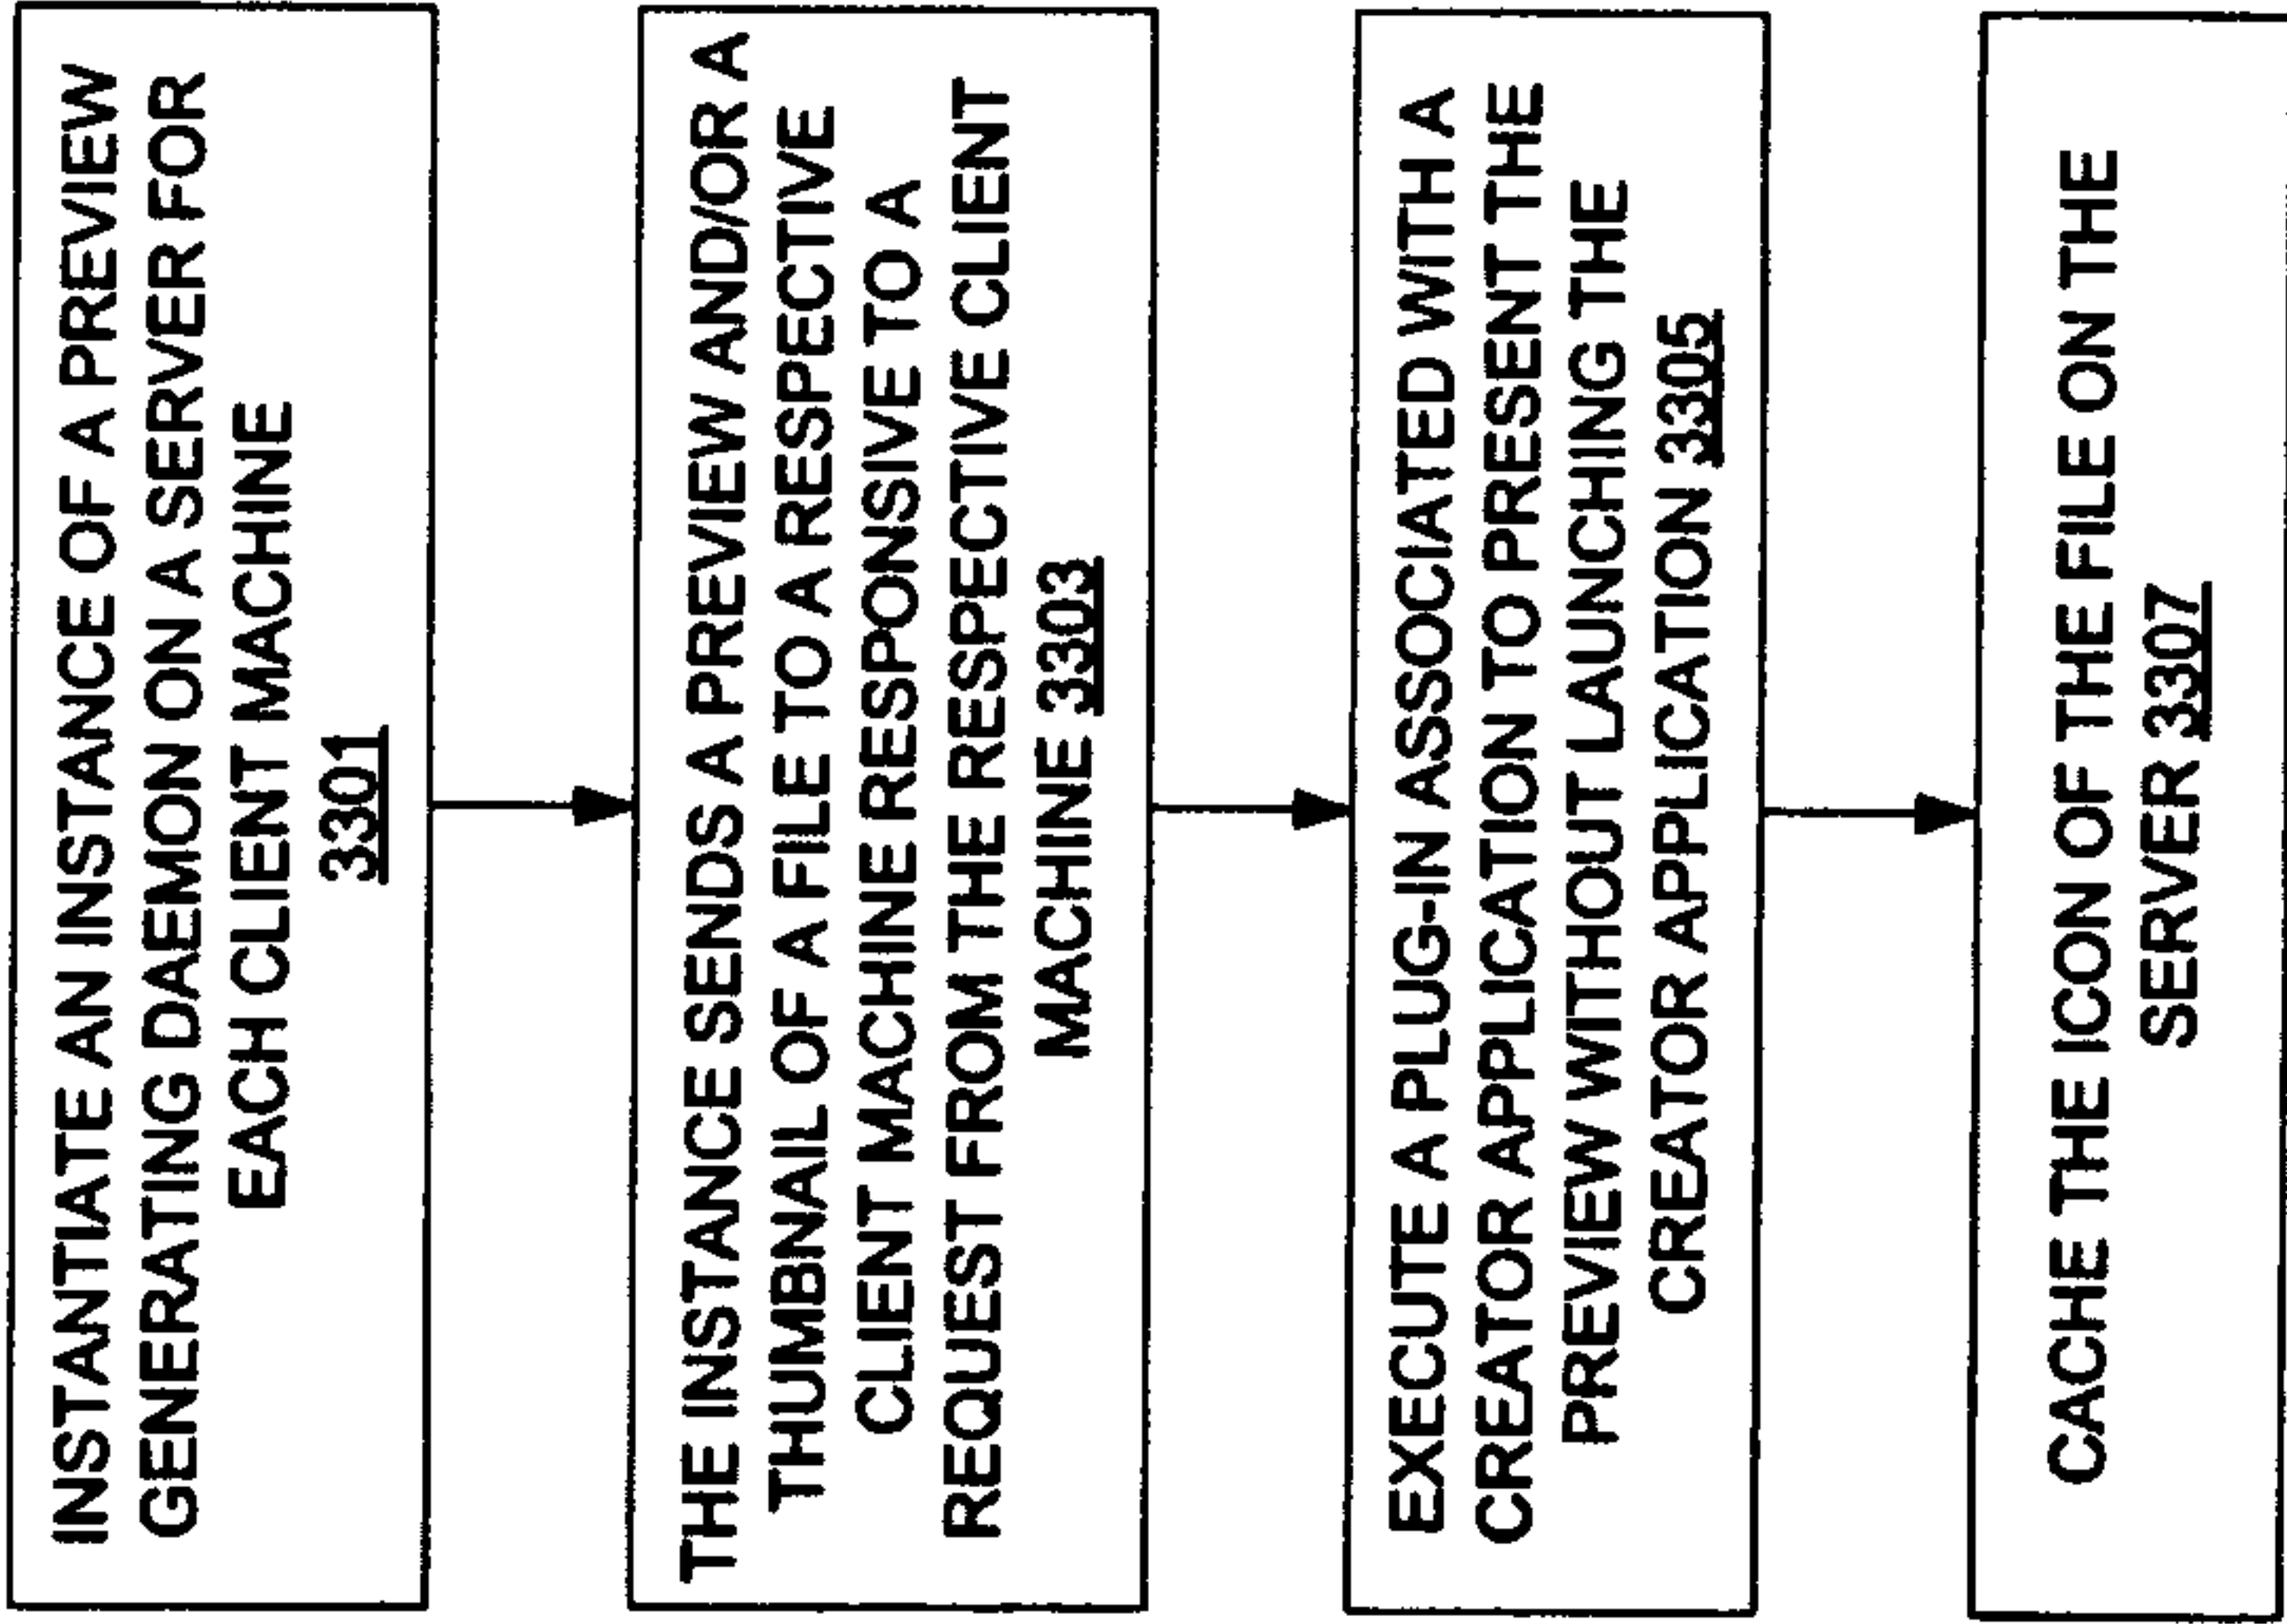 INSTANTIATE AN INSTANCE OF A PREVIEW
GENERATING DAEMON ON A SERVER FOR
EACH CLIENT MACHINE
3301
THE INSTANCE SENDS A PREVIEW AND/OR A
THUMBNAIL OF A FILE TO A RESPECTIVE
CLIENT MACHINE RESPONSIVE TO A
REQUEST FROM THE RESPECTIVE CLIENT
MACHINE 3303
EXECUTE A PLUG-IN ASSOCIATED WITH A
CREATOR APPLICATION TO PRESENT THE
PREVIEW WITHOUT LAUNCHING THE
CREATOR APPLICATION 3305
CACHE THE ICON OF THE FILE ON THE
SERVER 3307